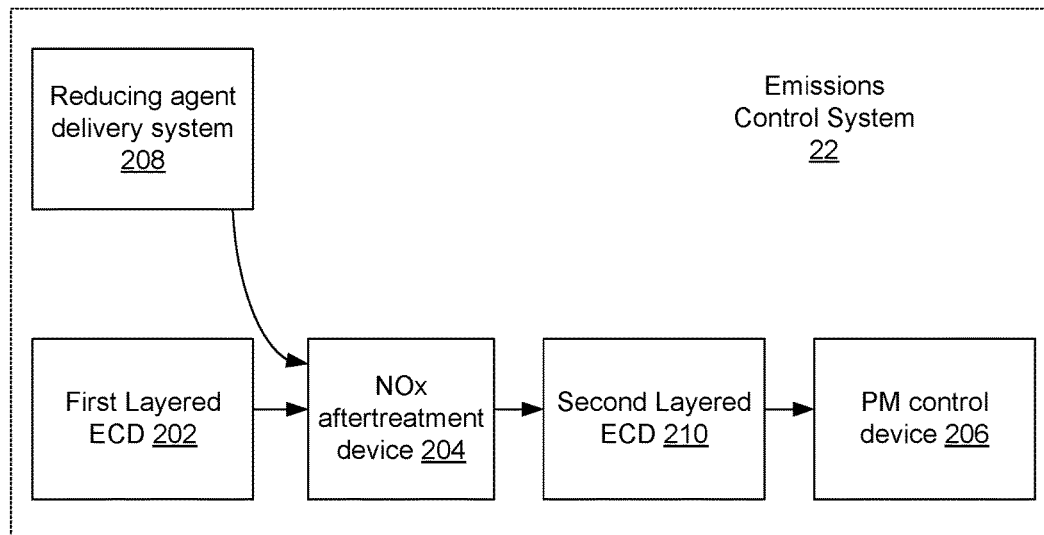 Reducing agent
delivery system
208
Emissions
Control System
22
First Layered
ECD 202
NOx
aftertreatment
device 204
Second Layered
ECD 210
PM control
device 206